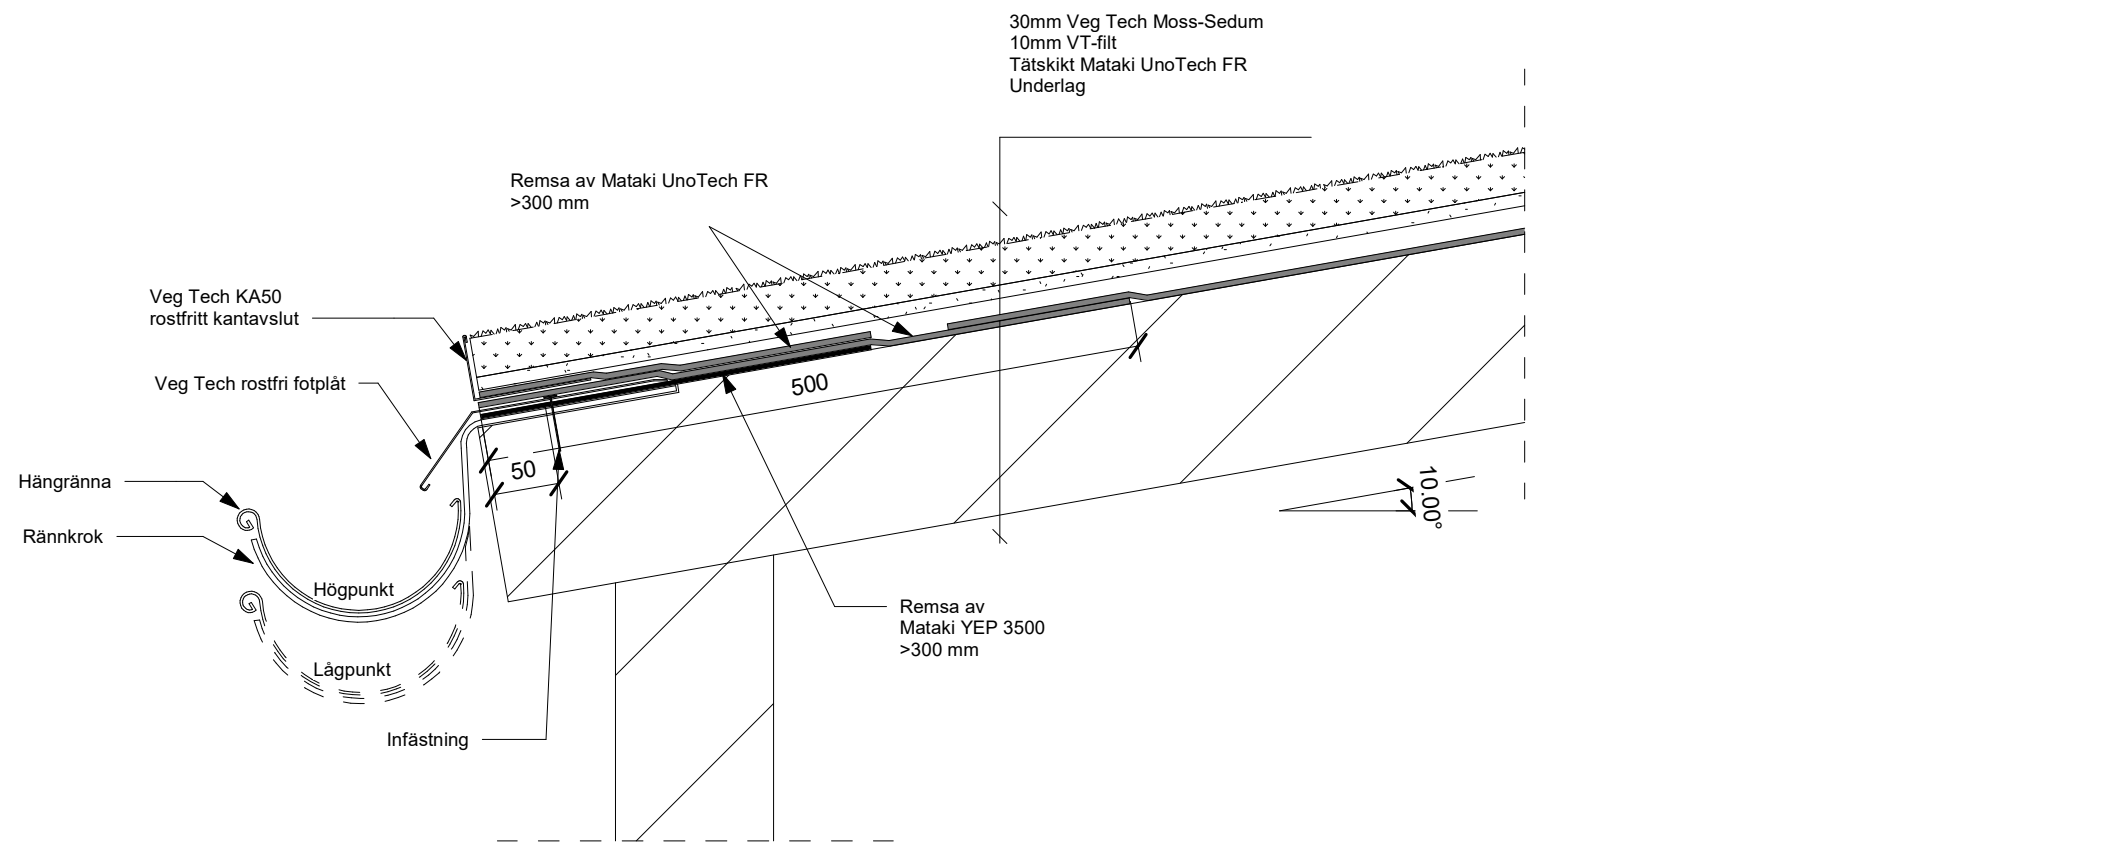 30mm Veg Tech Moss-Sedum
10mm VT-filt
Tätskikt Mataki UnoTech FR
Underlag
Remsa av Mataki UnoTech FR
>300 mm
Veg Tech KA50
rostfritt kantavslut
Veg Tech rostfri fotplåt
500
50
Hängränna
10.00°
Rännkrok
Högpunkt
Remsa av
Mataki YEP 3500
>300 mm
Lågpunkt
Infästning